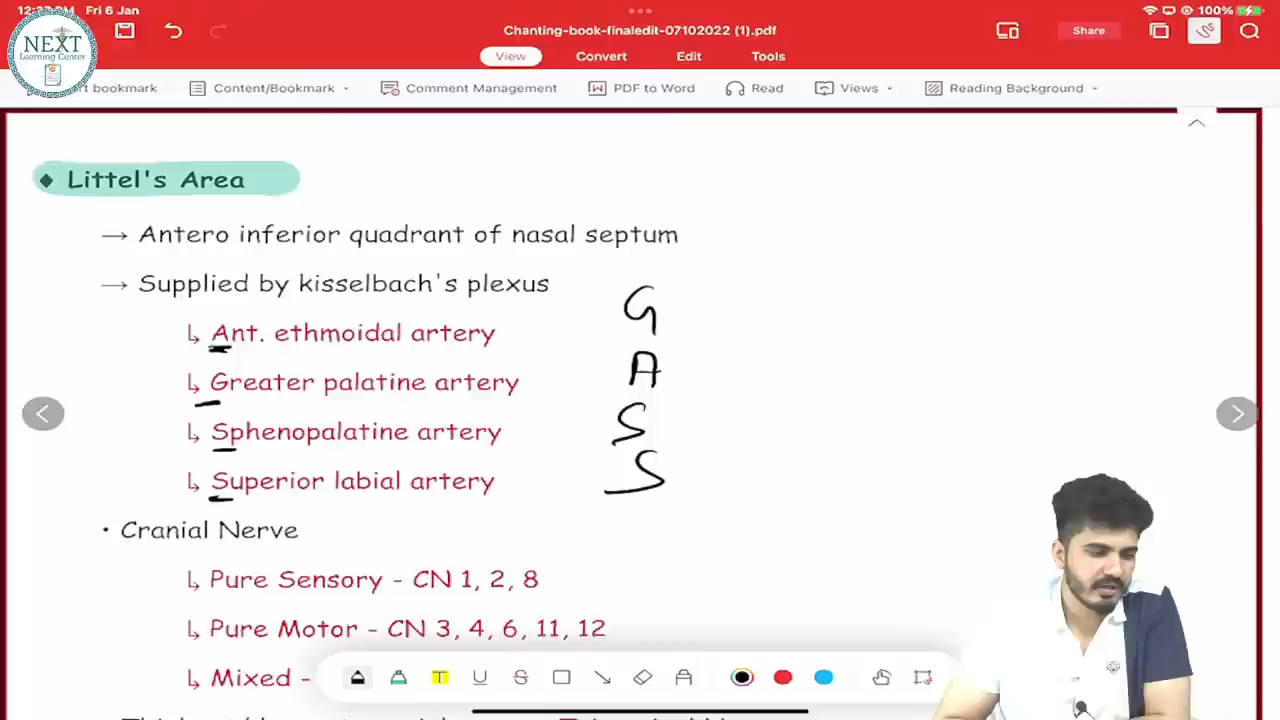 12:27 PM Fri 6 Jan
100%
NEXT
Learning Center
Chanting-book-finaledit-07102022 (1).pdf
Share
View Convert Edit Tools
bookmark Content/Bookmark Comment Management PDF to Word Read Views Reading Background
◆ Littel's Area
→ Antero inferior quadrant of nasal septum
→ Supplied by kisselbach's plexus
↳ Ant. ethmoidal artery
↳ Greater palatine artery
↳ Sphenopalatine artery
↳ Superior labial artery
G
A
S
S
• Cranial Nerve
↳ Pure Sensory - CN 1, 2, 8
↳ Pure Motor - CN 3, 4, 6, 11, 12
↳ Mixed -